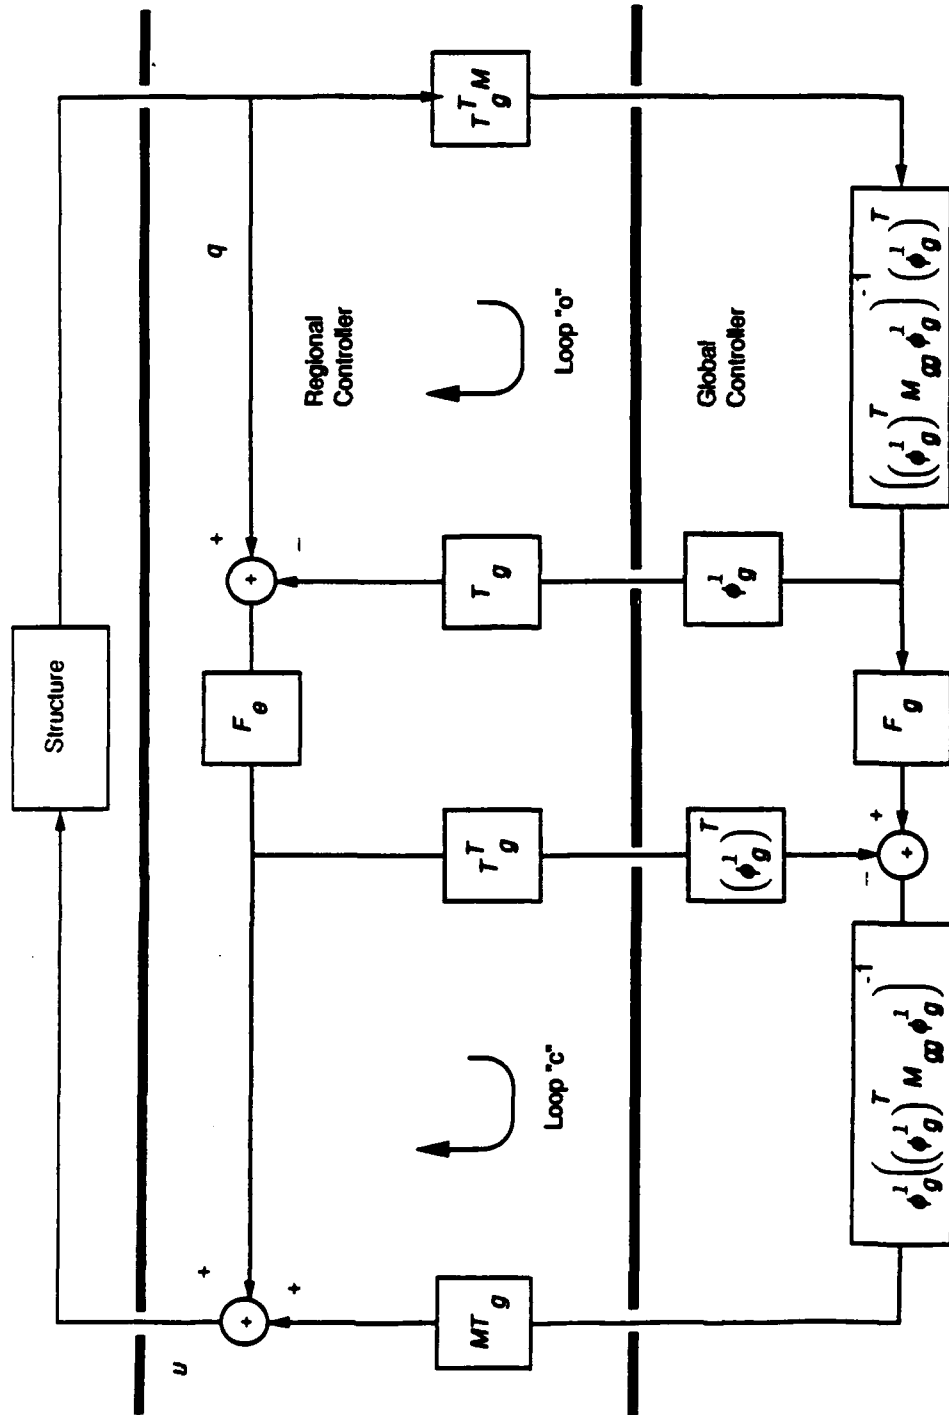 Structure
u
q
+
+
+
MT_g
T_g^T
F_e
+
+
−
T_g
T_g^T M
Regional
Controller
Loop "c"
Loop "o"
Global
Controller
(ϕ_g^1)^T
ϕ_g^1
ϕ_g^1((ϕ_g^1)^T M_gg ϕ_g^1)^-1
−
+
+
F_g
((ϕ_g^1)^T M_gg ϕ_g^1)^-1 (ϕ_g^1)^T